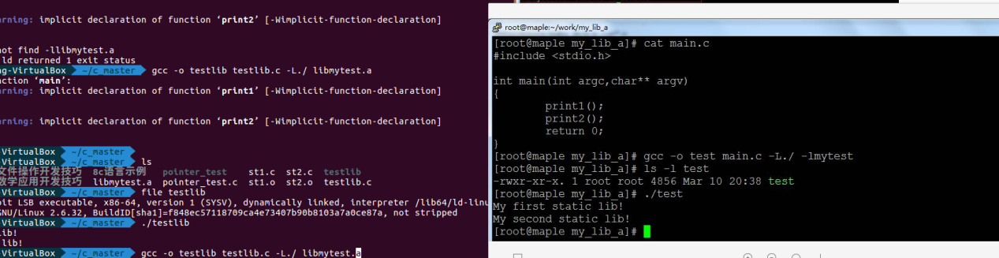 arning: implicit declaration of function ‘print2’ [-Wimplicit-function-declaration]
not find -llibmytest.a
ld returned 1 exit status
ng-VirtualBox ~/c_master gcc -o testlib testlib.c -L./ libmytest.a
nction ‘main’:
arning: implicit declaration of function ‘print1’ [-Wimplicit-function-declaration]
arning: implicit declaration of function ‘print2’ [-Wimplicit-function-declaration]
-VirtualBox ~/c_master
-VirtualBox ~/c_master ls
文件操作开发技巧 8c语言示例 pointer_test st1.c st2.c testlib
数学应用开发技巧 libmytest.a pointer_test.c st1.o st2.o testlib.c
-VirtualBox ~/c_master file testlib
bit LSB executable, x86-64, version 1 (SYSV), dynamically linked, interpreter /lib64/ld-linu
GNU/Linux 2.6.32, BuildID[sha1]=f848ec57118709ca4e73407b90b8103a7a0ce87a, not stripped
-VirtualBox ~/c_master ./testlib
ib!
lib!
-VirtualBox ~/c_master gcc -o testlib testlib.c -L./ libmytest.a
root@maple:~/work/my_lib_a
[root@maple my_lib_a]# cat main.c
#include <stdio.h>
int main(int argc,char** argv)
{
print1();
print2();
return 0;
}
[root@maple my_lib_a]# gcc -o test main.c -L./ -lmytest
[root@maple my_lib_a]# ls -l test
-rwxr-xr-x. 1 root root 4856 Mar 10 20:38 test
[root@maple my_lib_a]# ./test
My first static lib!
My second static lib!
[root@maple my_lib_a]#